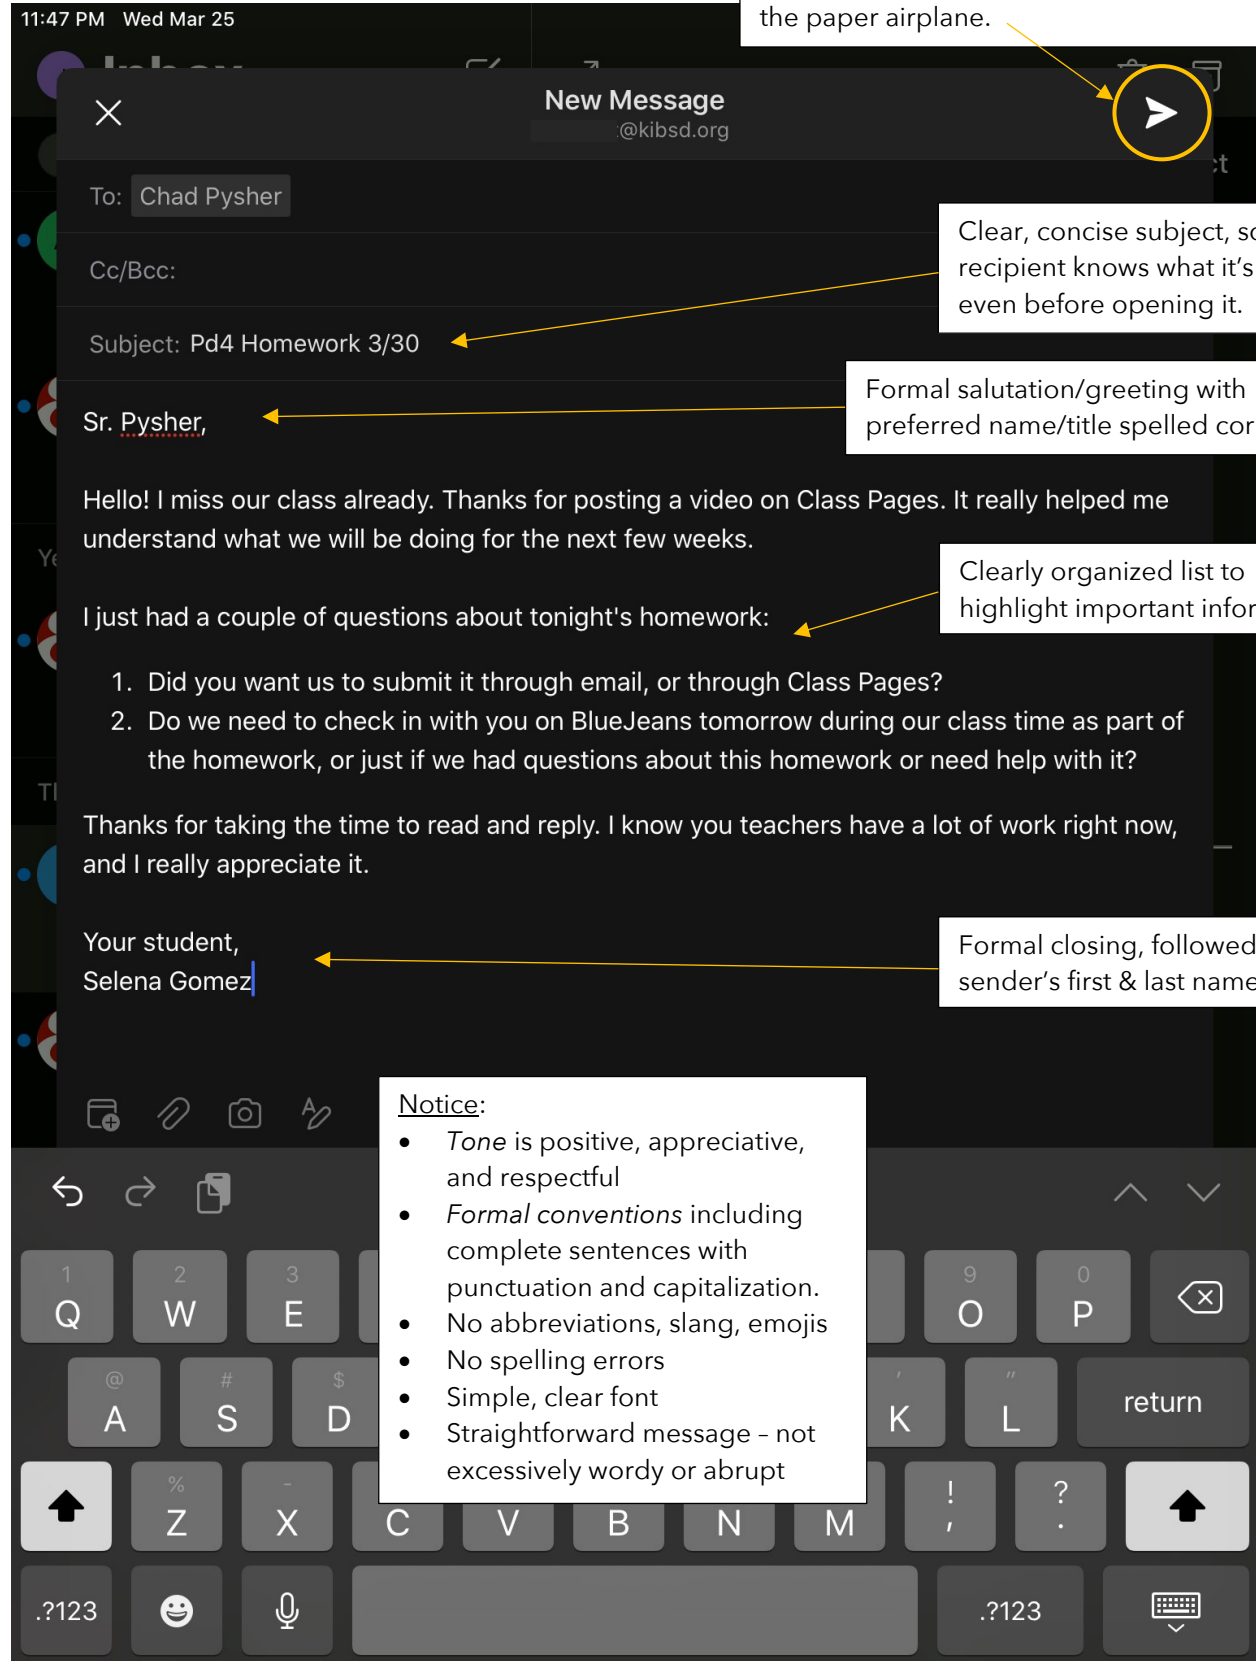 11:47 PM Wed Mar 25
the paper airplane.
Inbox
New Message
@kibsd.org
To: Chad Pysher
Cc/Bcc:
Clear, concise subject, so
recipient knows what it's
even before opening it.
Subject: Pd4 Homework 3/30
Formal salutation/greeting with
preferred name/title spelled cor
Sr. Pysher,
Hello! I miss our class already. Thanks for posting a video on Class Pages. It really helped me
understand what we will be doing for the next few weeks.
Clearly organized list to
highlight important infor
I just had a couple of questions about tonight's homework:
1. Did you want us to submit it through email, or through Class Pages?
2. Do we need to check in with you on BlueJeans tomorrow during our class time as part of
the homework, or just if we had questions about this homework or need help with it?
Thanks for taking the time to read and reply. I know you teachers have a lot of work right now,
and I really appreciate it.
Your student,
Selena Gomez
Formal closing, followed
sender's first & last name
Notice:
• Tone is positive, appreciative,
and respectful
• Formal conventions including
complete sentences with
punctuation and capitalization.
• No abbreviations, slang, emojis
• No spelling errors
• Simple, clear font
• Straightforward message – not
excessively wordy or abrupt
1 2 3 9 0
Q W E O P
@ # $ ' "
A S D K L return
% - ! ?
Z X C V B N M , .
.?123 .?123